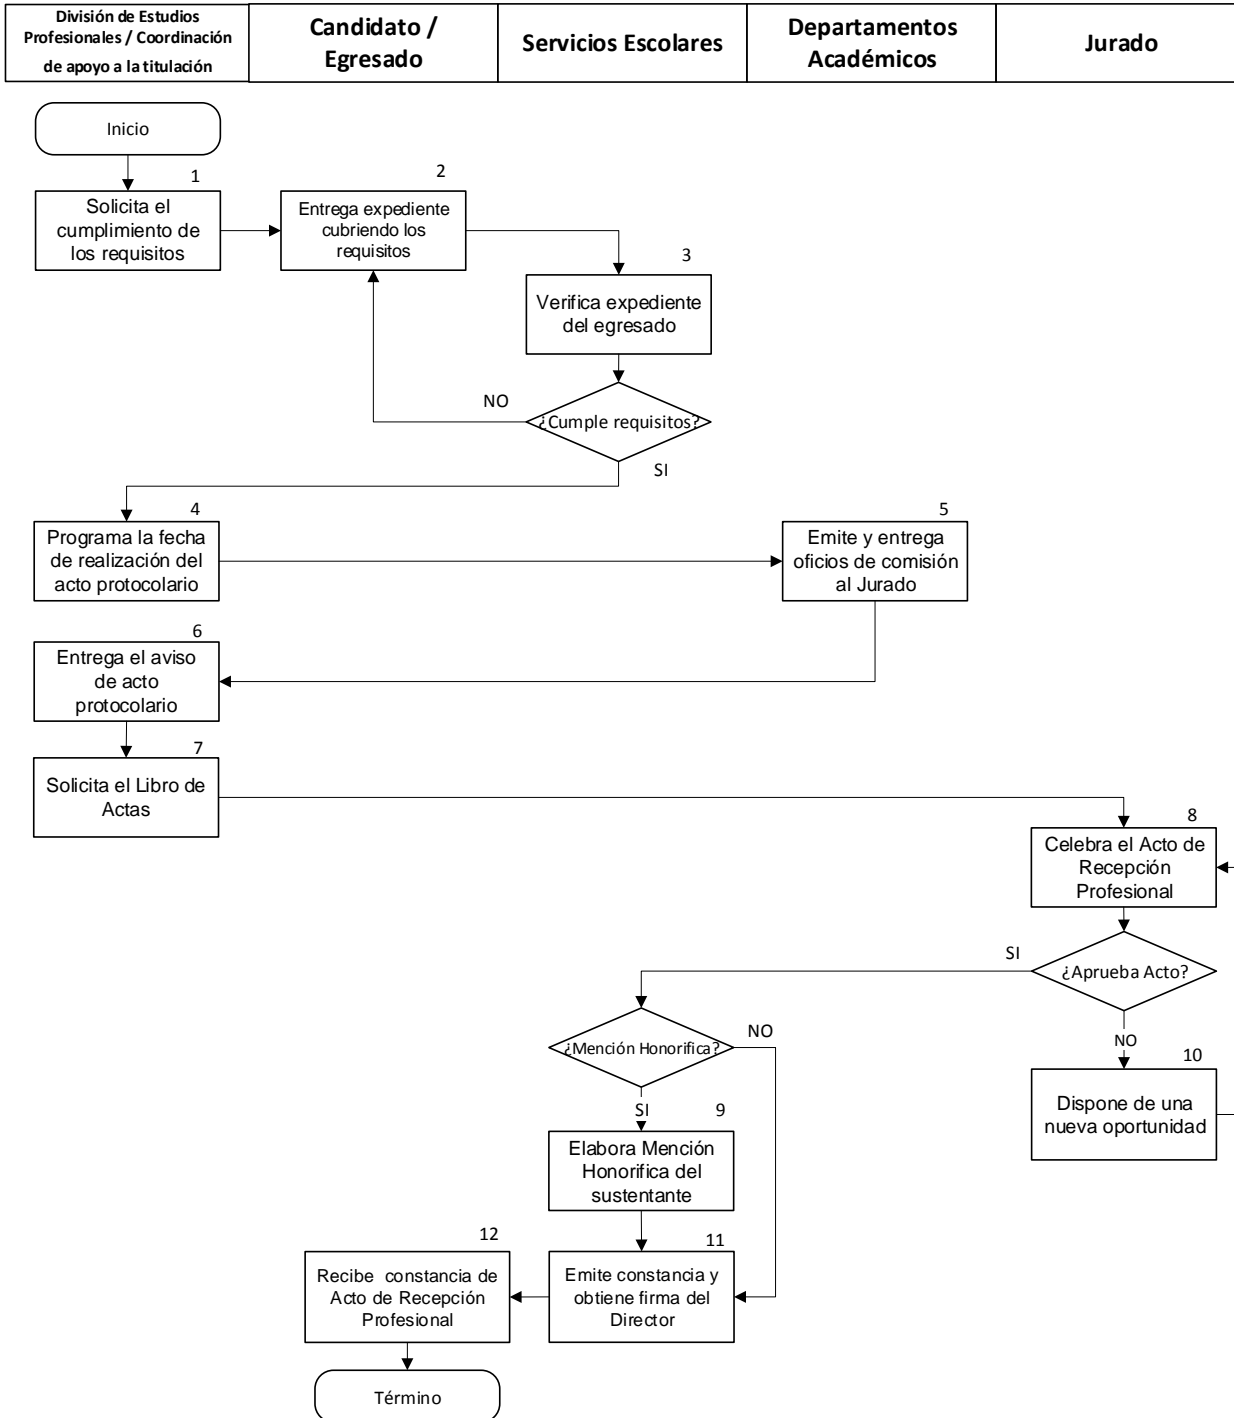 División de Estudios
Profesionales / Coordinación
de apoyo a la titulación
Candidato /
Egresado
Servicios Escolares
Departamentos
Académicos
Jurado
Inicio
1
Solicita el
cumplimiento de
los requisitos
2
Entrega expediente
cubriendo los
requisitos
3
Verifica expediente
del egresado
¿Cumple requisitos?
NO
SI
4
Programa la fecha
de realización del
acto protocolario
5
Emite y entrega
oficios de comisión
al Jurado
6
Entrega el aviso
de acto
protocolario
7
Solicita el Libro de
Actas
8
Celebra el Acto de
Recepción
Profesional
¿Aprueba Acto?
SI
NO
10
Dispone de una
nueva oportunidad
¿Mención Honorifica?
NO
SI
9
Elabora Mención
Honorifica del
sustentante
11
Emite constancia y
obtiene firma del
Director
12
Recibe constancia de
Acto de Recepción
Profesional
Término